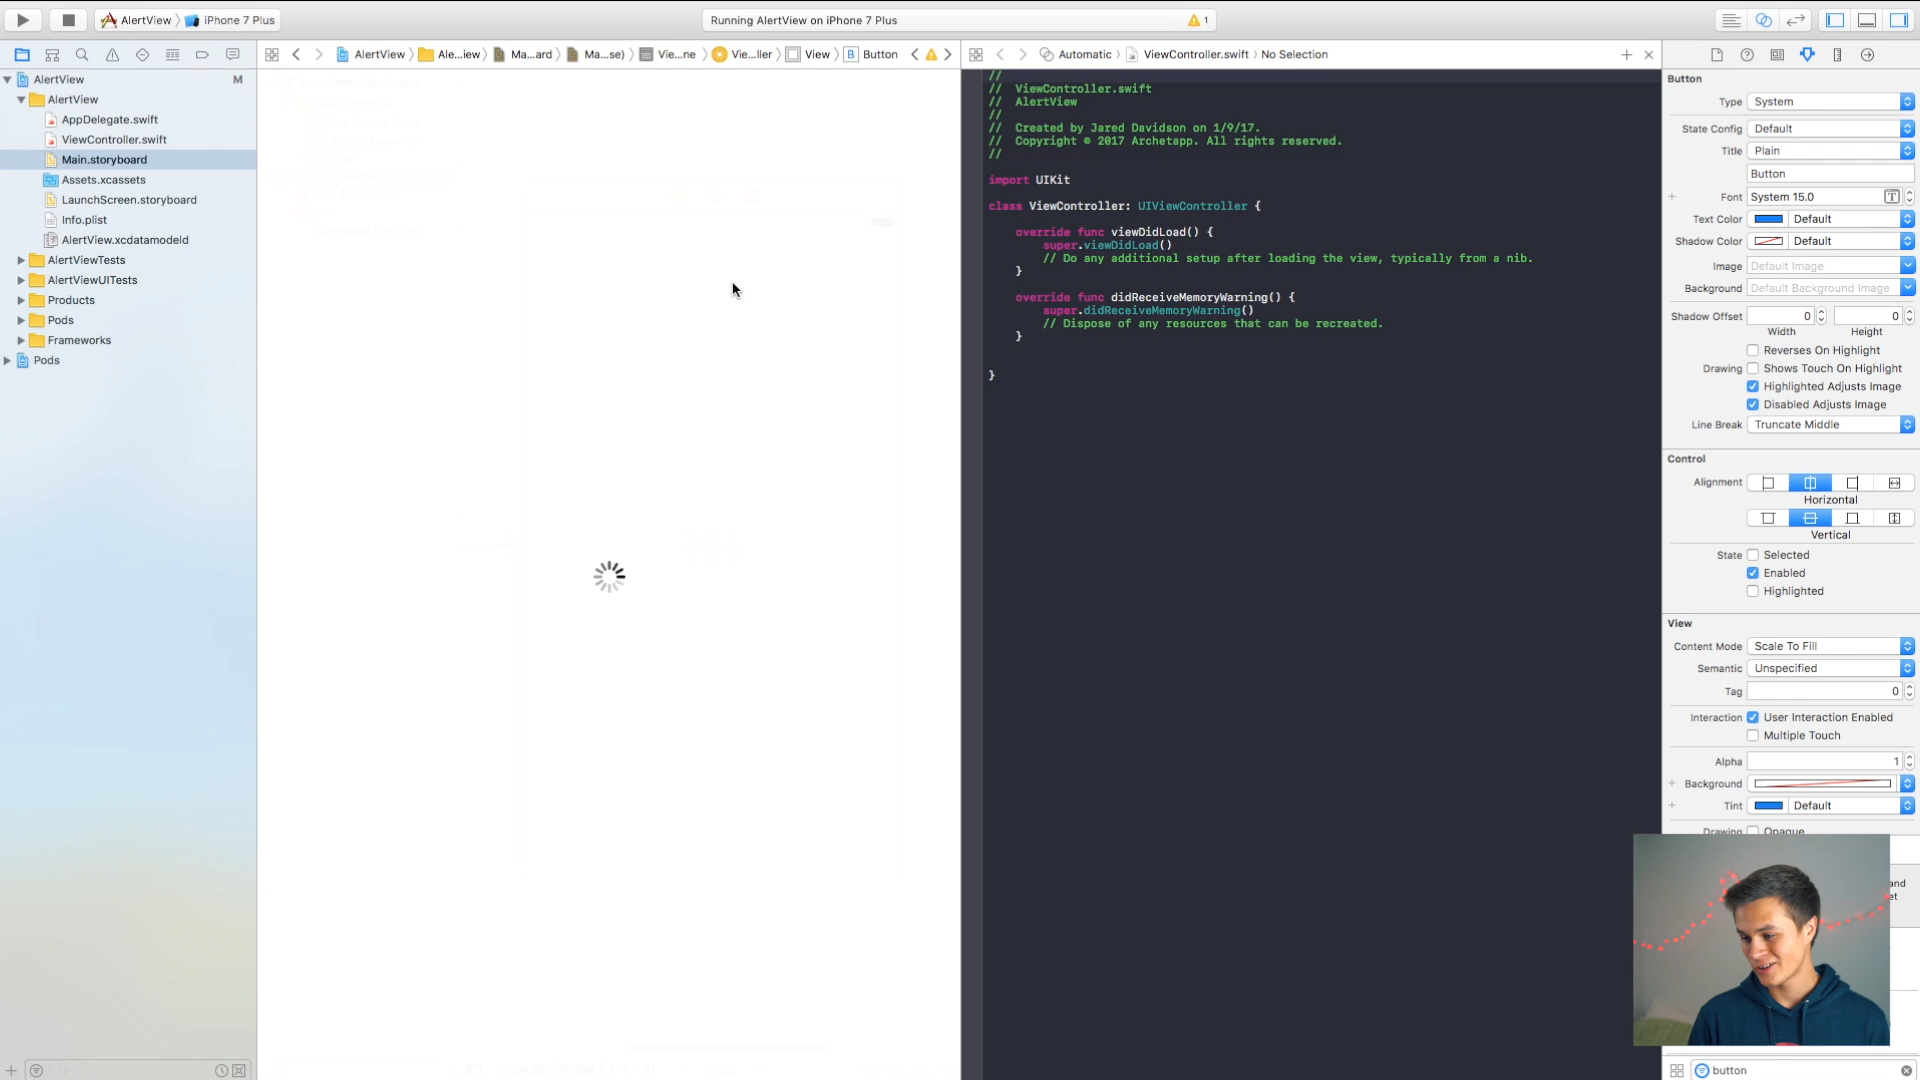 AlertView
iPhone 7 Plus
Running AlertView on iPhone 7 Plus
1
AlertView
Ale...iew
Ma...ard
Ma...se)
Vie...ne
Vie...ller
View
B Button
Automatic
ViewController.swift
No Selection
AlertView
M
AlertView
AppDelegate.swift
ViewController.swift
Main.storyboard
Assets.xcassets
LaunchScreen.storyboard
Info.plist
AlertView.xcdatamodeld
AlertViewTests
AlertViewUITests
Products
Pods
Frameworks
Pods
//
// ViewController.swift
// AlertView
//
// Created by Jared Davidson on 1/9/17.
// Copyright © 2017 Archetapp. All rights reserved.
//
import UIKit
class ViewController: UIViewController {
override func viewDidLoad() {
super.viewDidLoad()
// Do any additional setup after loading the view, typically from a nib.
}
override func didReceiveMemoryWarning() {
super.didReceiveMemoryWarning()
// Dispose of any resources that can be recreated.
}
}
Button
Type System
State Config Default
Title Plain
Button
Font System 15.0
Text Color Default
Shadow Color Default
Image Default Image
Background Default Background Image
Shadow Offset 0 0
Width Height
Reverses On Highlight
Drawing Shows Touch On Highlight
Highlighted Adjusts Image
Disabled Adjusts Image
Line Break Truncate Middle
Control
Alignment
Horizontal
Vertical
State Selected
Enabled
Highlighted
View
Content Mode Scale To Fill
Semantic Unspecified
Tag 0
Interaction User Interaction Enabled
Multiple Touch
Alpha 1
Background
Tint Default
Drawing Opaque
and
et
button